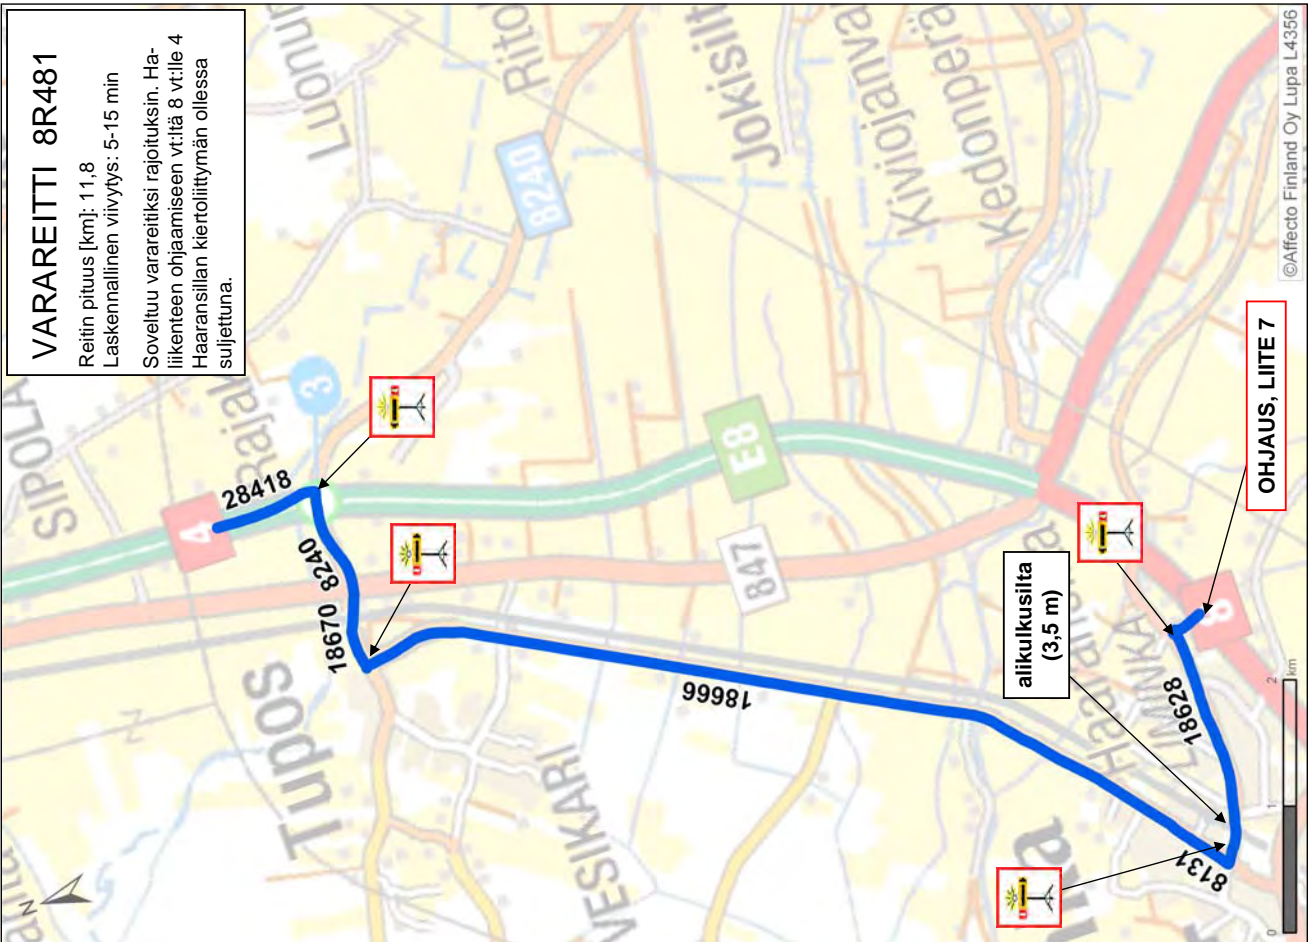 VARAREITTI 8R481
Reitin pituus [km]: 11,8
Laskennallinen viivytys: 5-15 min
Soveltuu varareitiksi rajoituksin. Ha-
liikenteen ohjaamiseen vt:ltä 8 vt:lle 4
Haaransillan kiertoliittymän ollessa
suljettuna.
SIPOLA
Luonun
Ritok
Jokisilt
Kiviojanva
Kedonperä
8240
3
4
28418
8240
18670
Tupos
E8
847
18666
VESIKARI
alikulkusilta
(3,5 m)
LIMINKA
18628
8131
8
OHJAUS, LIITE 7
N
0
1
2
km
©Affecto Finland Oy Lupa L4356